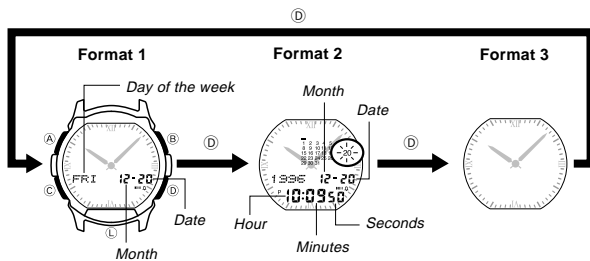 D
Format 1
Format 2
Format 3
Day of the week
Month
Date
A
B
D
D
20
FRI
12-20
1996
12-20
C
D
P 10:09 50
Date
Hour
Seconds
L
Month
Minutes